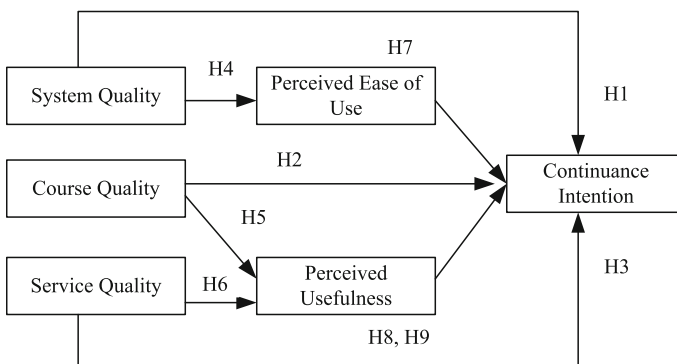 H7
H4
System Quality
Perceived Ease of
Use
H1
H2
Course Quality
Continuance
Intention
H5
Service Quality
H6
Perceived
Usefulness
H3
H8, H9